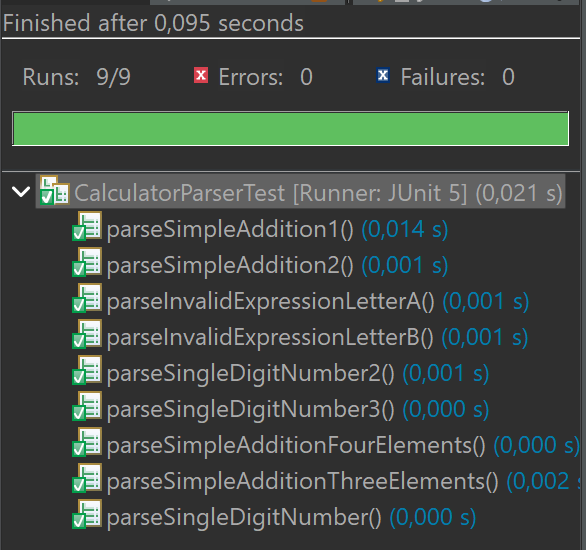 Finished after 0,095 seconds
Runs: 9/9 Errors: 0 Failures: 0
CalculatorParserTest [Runner: JUnit 5] (0,021 s)
parseSimpleAddition1() (0,014 s)
parseSimpleAddition2() (0,001 s)
parseInvalidExpressionLetterA() (0,001 s)
parseInvalidExpressionLetterB() (0,001 s)
parseSingleDigitNumber2() (0,001 s)
parseSingleDigitNumber3() (0,000 s)
parseSimpleAdditionFourElements() (0,000 s)
parseSimpleAdditionThreeElements() (0,002 s
parseSingleDigitNumber() (0,000 s)